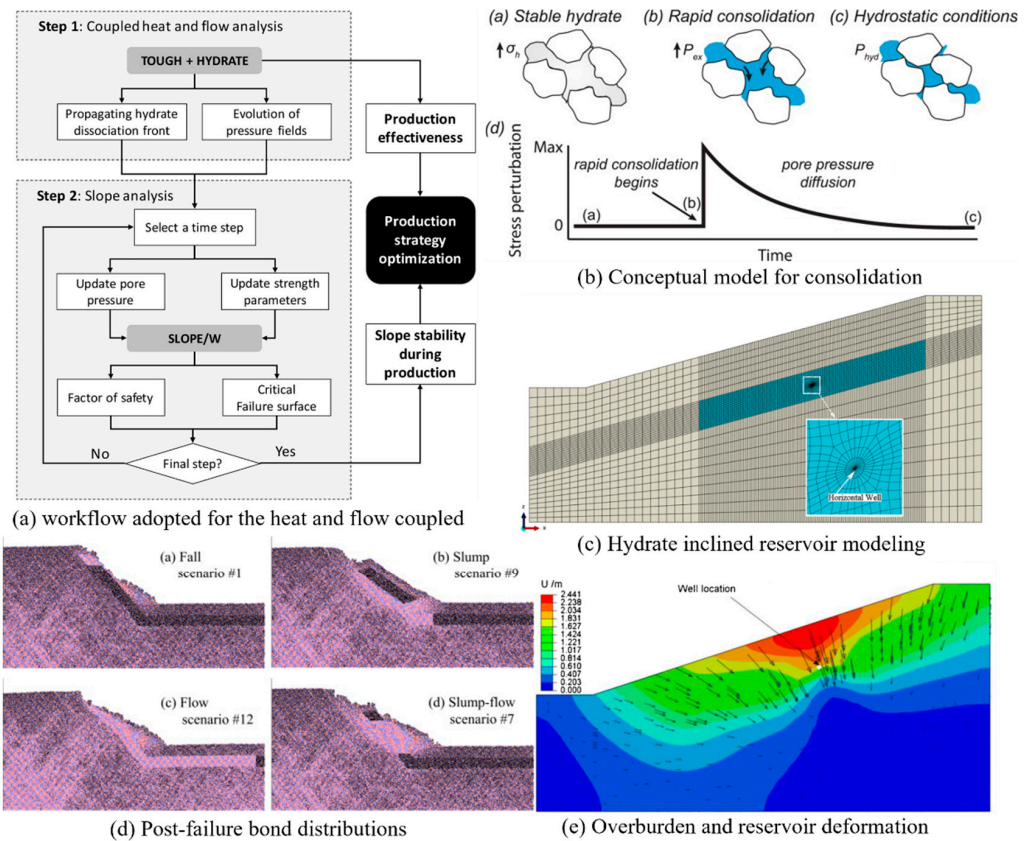 Step 1: Coupled heat and flow analysis
TOUGH + HYDRATE
Propagating hydrate
dissociation front
Evolution of
pressure fields
Production
effectiveness
Step 2: Slope analysis
Select a time step
Production
strategy
optimization
Update pore
pressure
Update strength
parameters
SLOPE/W
Slope stability
during
production
Factor of safety
Critical
Failure surface
No
Final step?
Yes
(a) workflow adopted for the heat and flow coupled
(a) Stable hydrate
(b) Rapid consolidation
(c) Hydrostatic conditions
σh
Pex
Phyd
(d)
Max
0
Stress perturbation
rapid consolidation
begins
pore pressure
diffusion
(a)
(b)
(c)
Time
(b) Conceptual model for consolidation
Horizontal Well
z
x
(c) Hydrate inclined reservoir modeling
(a) Fall
scenario #1
(b) Slump
scenario #9
(c) Flow
scenario #12
(d) Slump-flow
scenario #7
(d) Post-failure bond distributions
U /m
2.441
2.238
2.034
1.831
1.627
1.424
1.221
1.017
0.814
0.610
0.407
0.203
0.000
Well location
(e) Overburden and reservoir deformation